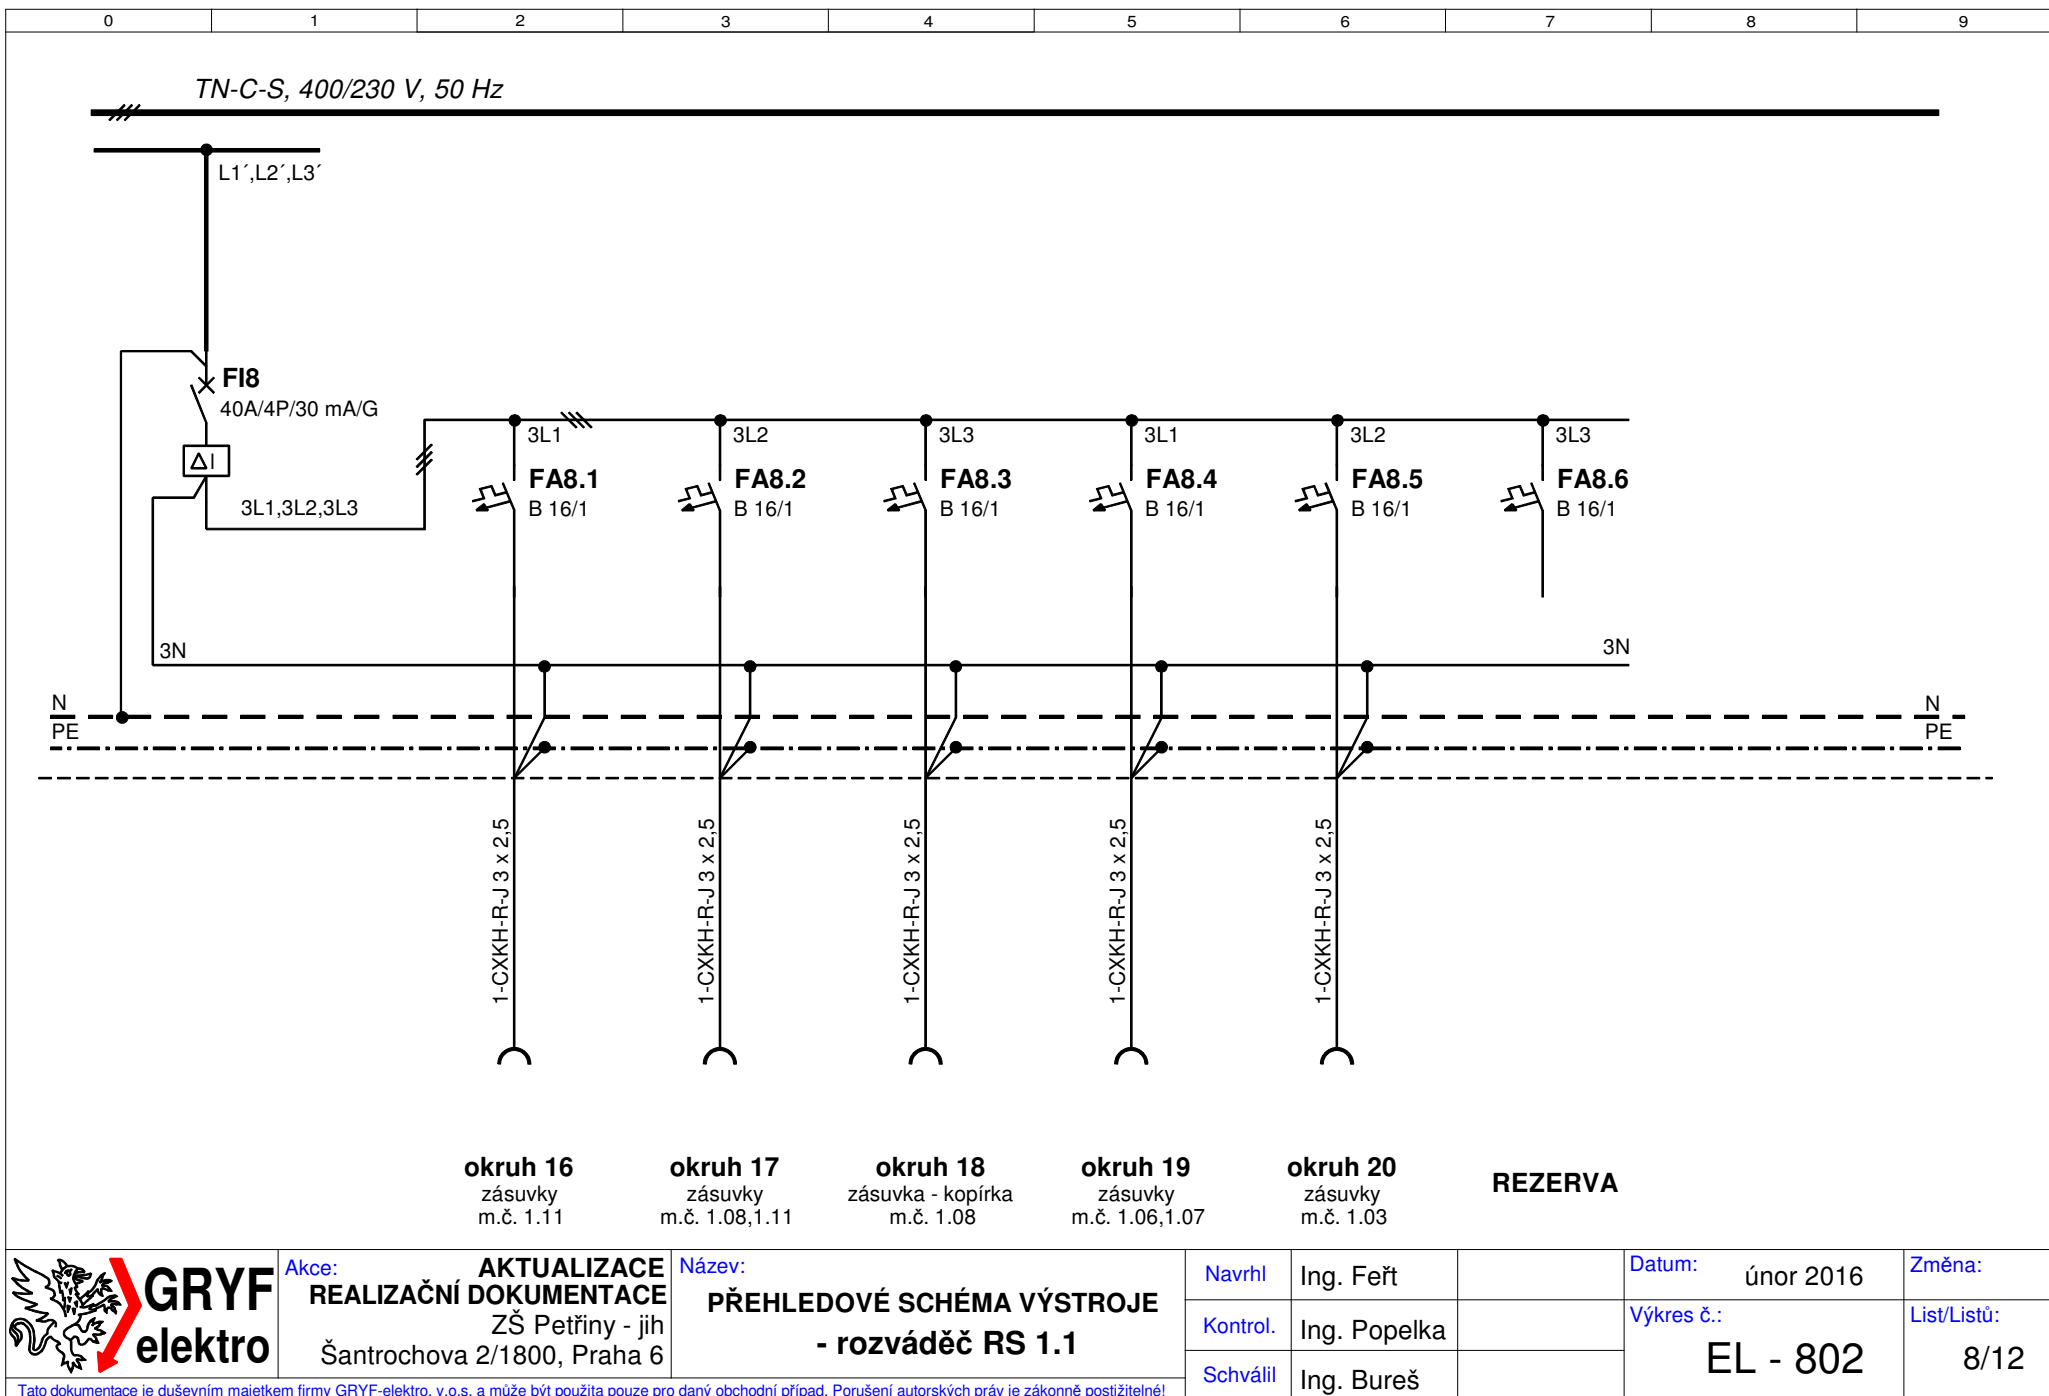 0 1 2 3 4 5 6 7 8 9
TN-C-S, 400/230 V, 50 Hz
L1´,L2´,L3´
FI8
40A/4P/30 mA/G
ΔI
3L1,3L2,3L3
3L1 3L2 3L3 3L1 3L2 3L3
FA8.1 FA8.2 FA8.3 FA8.4 FA8.5 FA8.6
B 16/1 B 16/1 B 16/1 B 16/1 B 16/1 B 16/1
3N 3N
N N
PE PE
1-CXKH-R-J 3 x 2,5
1-CXKH-R-J 3 x 2,5
1-CXKH-R-J 3 x 2,5
1-CXKH-R-J 3 x 2,5
1-CXKH-R-J 3 x 2,5
okruh 16
zásuvky
m.č. 1.11
okruh 17
zásuvky
m.č. 1.08,1.11
okruh 18
zásuvka - kopírka
m.č. 1.08
okruh 19
zásuvky
m.č. 1.06,1.07
okruh 20
zásuvky
m.č. 1.03
REZERVA
GRYF
elektro
Akce: AKTUALIZACE
REALIZAČNÍ DOKUMENTACE
ZŠ Petřiny - jih
Šantrochova 2/1800, Praha 6
Název:
PŘEHLEDOVÉ SCHÉMA VÝSTROJE
- rozváděč RS 1.1
Navrhl Ing. Feřt
Kontrol. Ing. Popelka
Schválil Ing. Bureš
Datum: únor 2016
Změna:
Výkres č.:
EL - 802
List/Listů:
8/12
Tato dokumentace je duševním majetkem firmy GRYF-elektro, v.o.s. a může být použita pouze pro daný obchodní případ. Porušení autorských práv je zákonně postižitelné!